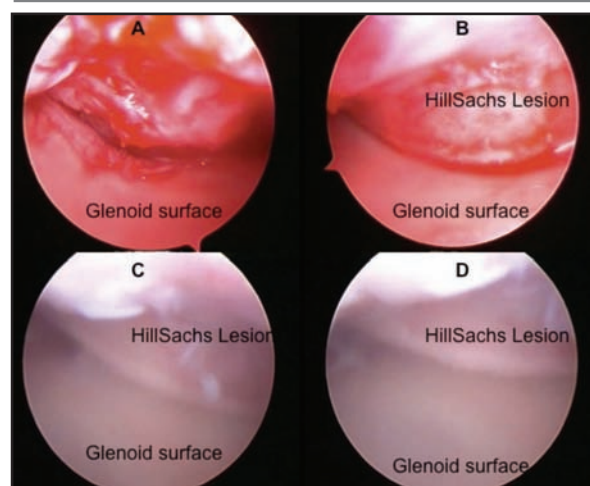 A
B
HillSachs Lesion
Glenoid surface
Glenoid surface
C
D
HillSachs Lesion
HillSachs Lesion
Glenoid surface
Glenoid surface